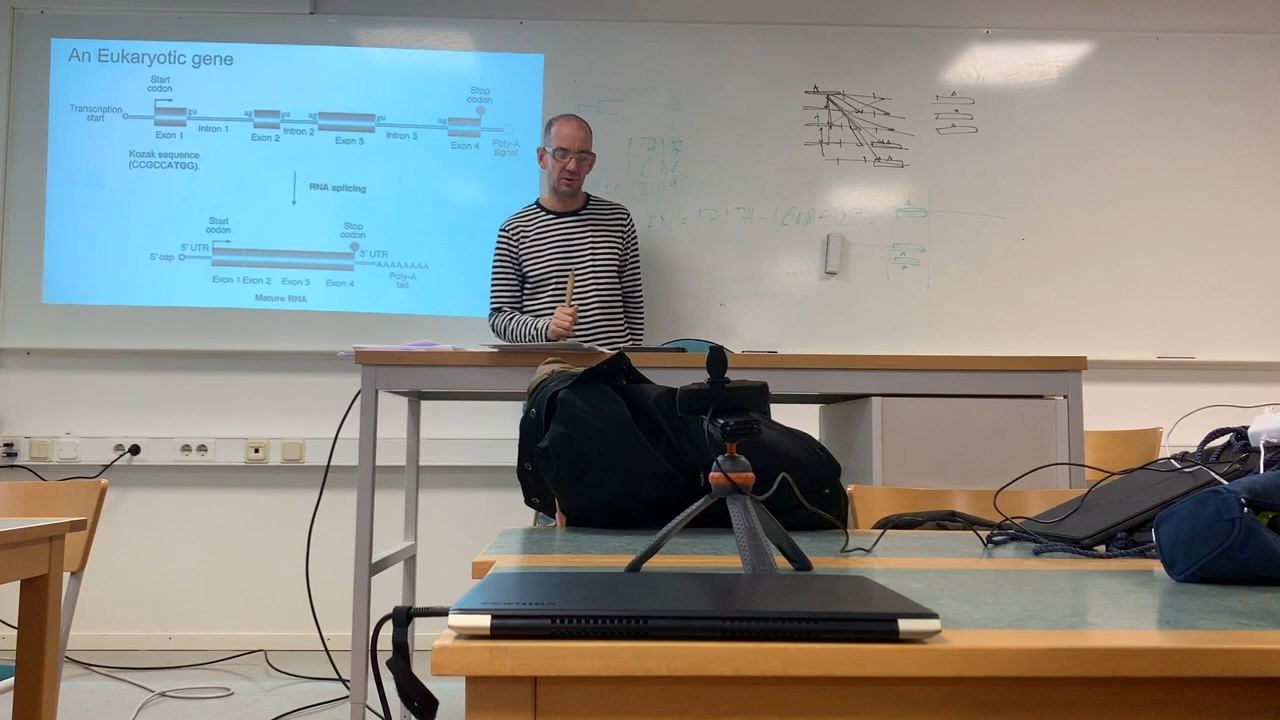 An Eukaryotic gene
Start codon
Stop codon
Transcription start
gu
ag
gu
ag
gu
ag
Exon 1
Intron 1
Exon 2
Intron 2
Exon 3
Intron 3
Exon 4
Poly-A signal
Kozak sequence
(CCGCCATGG).
RNA splicing
Start codon
Stop codon
5' UTR
3' UTR
5' cap
AAAAAAAA
Exon 1
Exon 2
Exon 3
Exon 4
Poly-A tail
Mature RNA